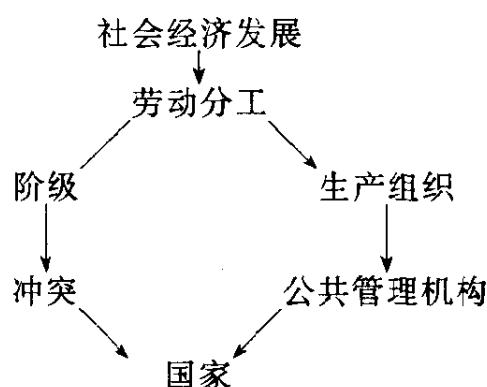 社会经济发展
劳动分工
阶级
生产组织
冲突
公共管理机构
国家